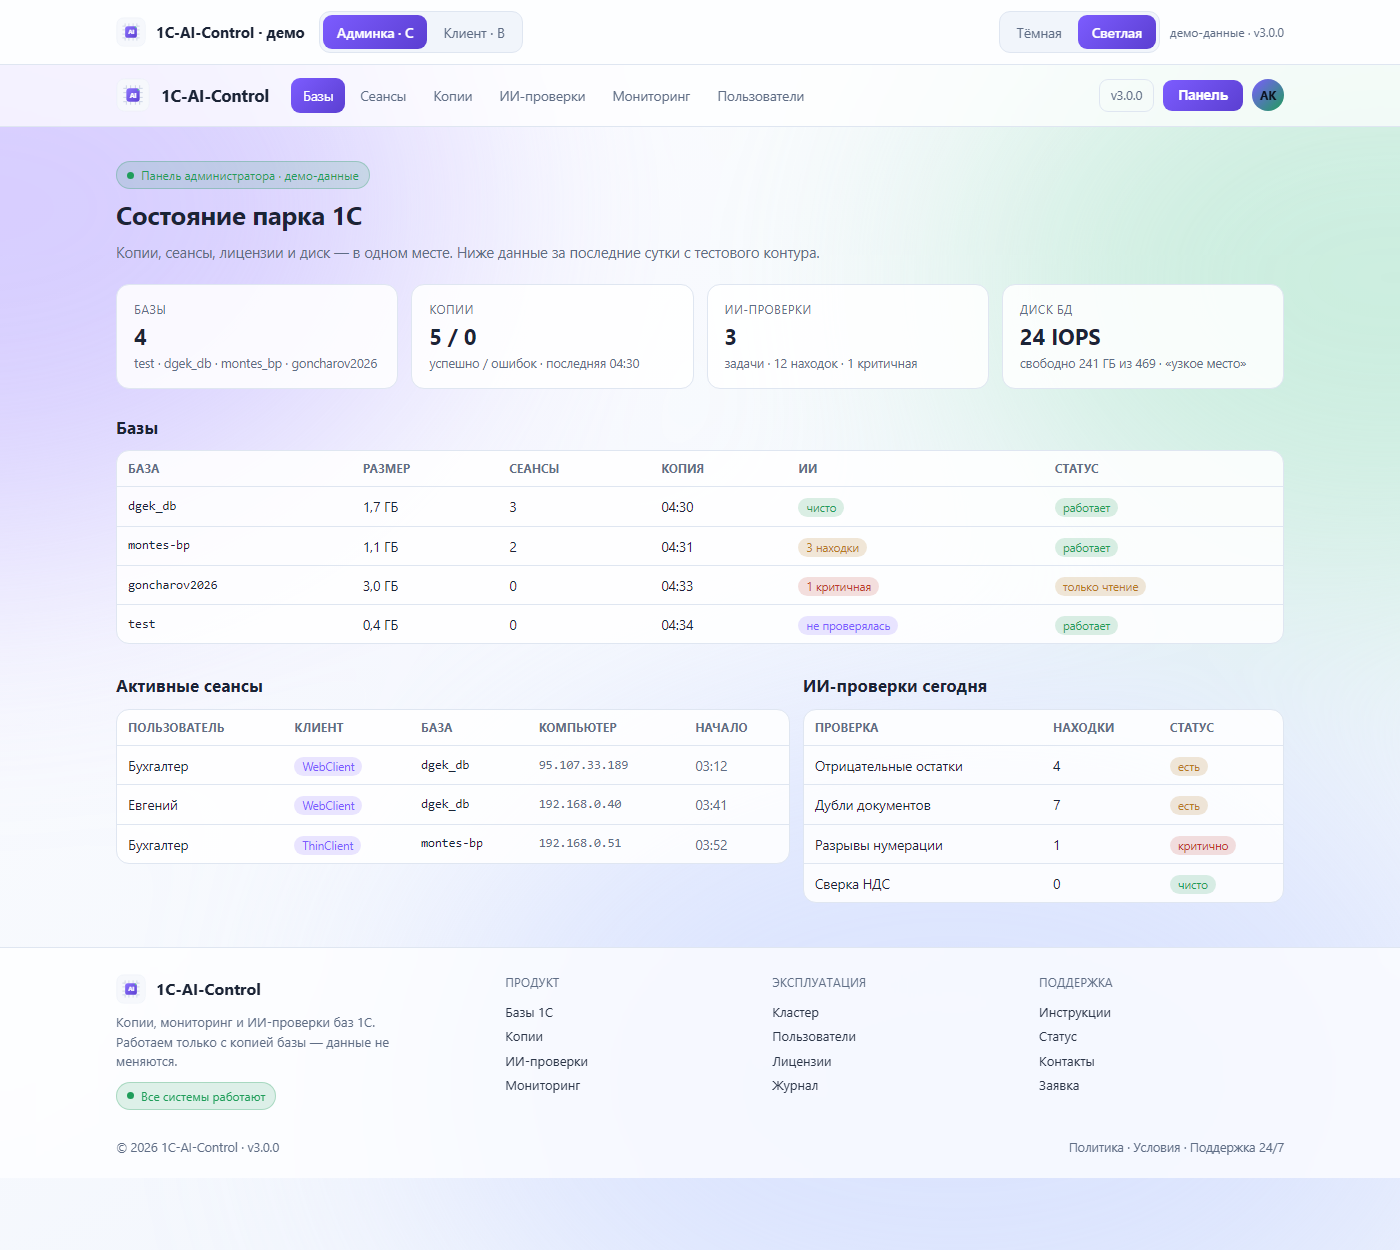 AI
1C-AI-Control · демо
Админка · C
Клиент · B
Тёмная
Светлая
демо-данные · v3.0.0
AI
1C-AI-Control
Базы
Сеансы
Копии
ИИ-проверки
Мониторинг
Пользователи
v3.0.0
Панель
АК
Панель администратора · демо-данные
Состояние парка 1С
Копии, сеансы, лицензии и диск — в одном месте. Ниже данные за последние сутки с тестового контура.
БАЗЫ
4
test · dgek_db · montes_bp · goncharov2026
КОПИИ
5 / 0
успешно / ошибок · последняя 04:30
ИИ-ПРОВЕРКИ
3
задачи · 12 находок · 1 критичная
ДИСК БД
24 IOPS
свободно 241 ГБ из 469 · «узкое место»
Базы
БАЗА РАЗМЕР СЕАНСЫ КОПИЯ ИИ СТАТУС
dgek_db 1,7 ГБ 3 04:30 чисто работает
montes-bp 1,1 ГБ 2 04:31 3 находки работает
goncharov2026 3,0 ГБ 0 04:33 1 критичная только чтение
test 0,4 ГБ 0 04:34 не проверялась работает
Активные сеансы
ПОЛЬЗОВАТЕЛЬ КЛИЕНТ БАЗА КОМПЬЮТЕР НАЧАЛО
Бухгалтер WebClient dgek_db 95.107.33.189 03:12
Евгений WebClient dgek_db 192.168.0.40 03:41
Бухгалтер ThinClient montes-bp 192.168.0.51 03:52
ИИ-проверки сегодня
ПРОВЕРКА НАХОДКИ СТАТУС
Отрицательные остатки 4 есть
Дубли документов 7 есть
Разрывы нумерации 1 критично
Сверка НДС 0 чисто
AI
1C-AI-Control
Копии, мониторинг и ИИ-проверки баз 1С.
Работаем только с копией базы — данные не
меняются.
Все системы работают
ПРОДУКТ
Базы 1С
Копии
ИИ-проверки
Мониторинг
ЭКСПЛУАТАЦИЯ
Кластер
Пользователи
Лицензии
Журнал
ПОДДЕРЖКА
Инструкции
Статус
Контакты
Заявка
© 2026 1C-AI-Control · v3.0.0
Политика · Условия · Поддержка 24/7